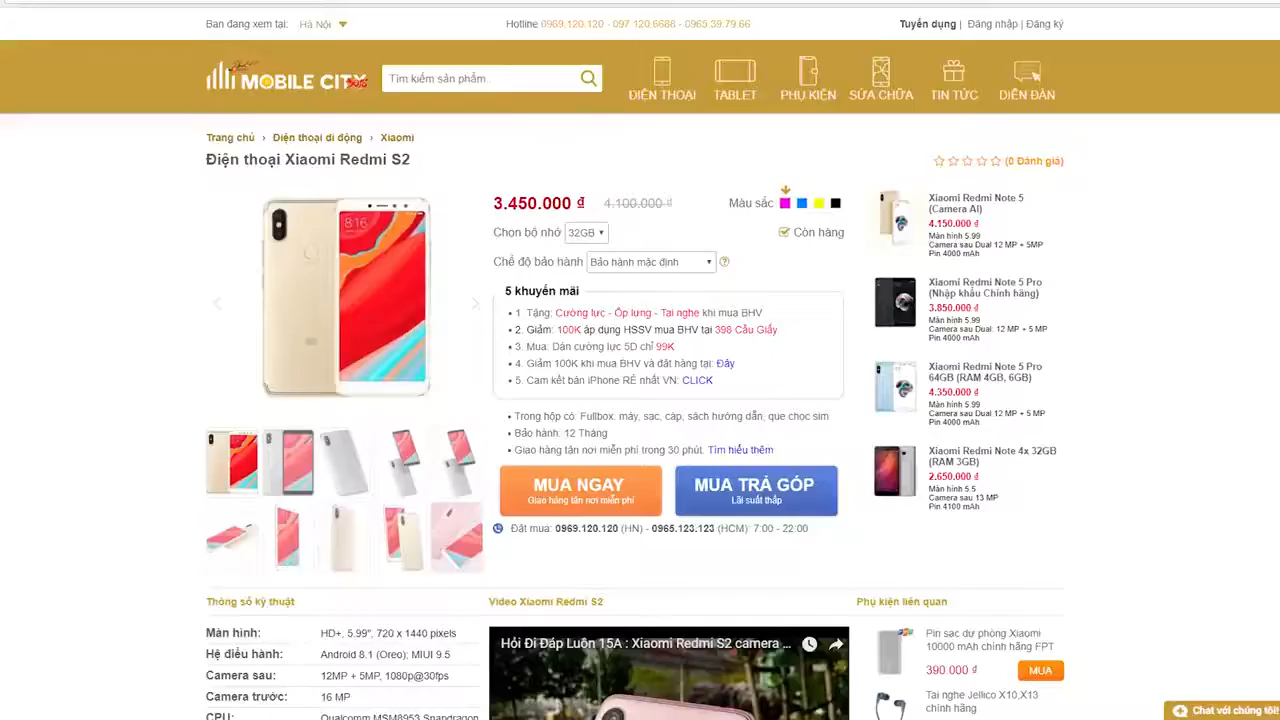 Bạn đang xem tại: Hà Nội
Hotline 0969.120.120 - 097.120.6688 - 0965.39.79.66
Tuyển dụng | Đăng nhập | Đăng ký
MOBILE CITY
Tìm kiếm sản phẩm..
ĐIỆN THOẠI
TABLET
PHỤ KIỆN
SỬA CHỮA
TIN TỨC
DIỄN ĐÀN
Trang chủ › Điện thoại di động › Xiaomi
Điện thoại Xiaomi Redmi S2
(0 Đánh giá)
3.450.000 ₫ 4.100.000 ₫ Màu sắc
Chọn bộ nhớ 32GB Còn hàng
Chế độ bảo hành Bảo hành mặc định
5 khuyến mãi
1. Tặng: Cường lực - Ốp lưng - Tai nghe khi mua BHV
2. Giảm: 100K áp dụng HSSV mua BHV tại 398 Cầu Giấy
3. Mua: Dán cường lực 5D chỉ 99K
4. Giảm 100K khi mua BHV và đặt hàng tại: Đây
5. Cam kết bán iPhone RẺ nhất VN: CLICK
Trong hộp có: Fullbox: máy, sạc, cáp, sách hướng dẫn, que chọc sim
Bảo hành: 12 Tháng
Giao hàng tận nơi miễn phí trong 30 phút. Tìm hiểu thêm
MUA NGAY
Giao hàng tận nơi miễn phí
MUA TRẢ GÓP
Lãi suất thấp
Đặt mua: 0969.120.120 (HN) - 0965.123.123 (HCM): 7:00 - 22:00
8:16
Xiaomi Redmi Note 5
(Camera AI)
4.150.000 ₫
Màn hình 5.99
Camera sau Dual 12 MP + 5MP
Pin 4000 mAh
Xiaomi Redmi Note 5 Pro
(Nhập khẩu Chính hãng)
3.850.000 ₫
Màn hình 5.99
Camera sau Dual: 12 MP + 5 MP
Pin 4000 mAh
Xiaomi Redmi Note 5 Pro
64GB (RAM 4GB, 6GB)
4.350.000 ₫
Màn hình 5.99
Camera sau Dual 12 MP + 5 MP
Pin 4000 mAh
Xiaomi Redmi Note 4x 32GB
(RAM 3GB)
2.650.000 ₫
Màn hình 5.5
Camera sau 13 MP
Pin 4100 mAh
Thông số kỹ thuật
Màn hình: HD+, 5.99", 720 x 1440 pixels
Hệ điều hành: Android 8.1 (Oreo); MIUI 9.5
Camera sau: 12MP + 5MP, 1080p@30fps
Camera trước: 16 MP
CPU: Qualcomm MSM8953 Snapdragon
Video Xiaomi Redmi S2
Hỏi Đi Đáp Luôn 15A : Xiaomi Redmi S2 camera ...
Phụ kiện liên quan
Pin sạc dự phòng Xiaomi
10000 mAh chính hãng FPT
390.000 ₫ MUA
Tai nghe Jellico X10,X13
chính hãng
Chat với chúng tôi!